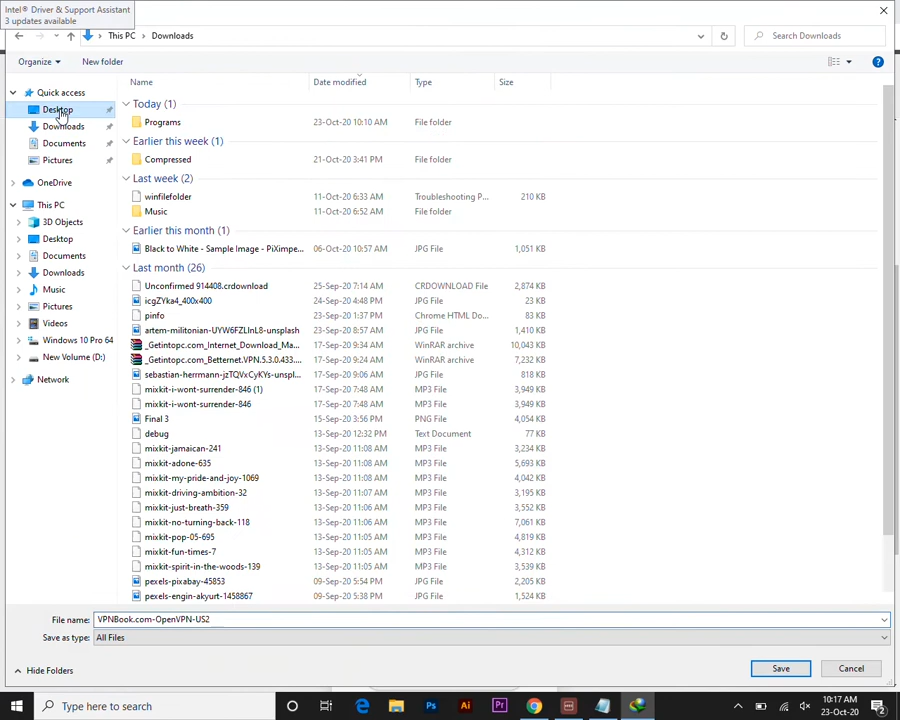 Intel® Driver & Support Assistant
3 updates available
This PC > Downloads
Search Downloads
Organize
New folder
Name Date modified Type Size
Quick access
Desktop
Downloads
Documents
Pictures
OneDrive
This PC
3D Objects
Desktop
Documents
Downloads
Music
Pictures
Videos
Windows 10 Pro 64
New Volume (D:)
Network
Today (1)
Programs 23-Oct-20 10:10 AM File folder
Earlier this week (1)
Compressed 21-Oct-20 3:41 PM File folder
Last week (2)
winfilefolder 11-Oct-20 6:33 AM Troubleshooting P... 210 KB
Music 11-Oct-20 6:52 AM File folder
Earlier this month (1)
Black to White - Sample Image - PiXimpe... 06-Oct-20 10:57 AM JPG File 1,051 KB
Last month (26)
Unconfirmed 914408.crdownload 25-Sep-20 7:14 AM CRDOWNLOAD File 2,874 KB
icgZYka4_400x400 24-Sep-20 4:48 PM JPG File 23 KB
pinfo 23-Sep-20 1:37 PM Chrome HTML Do... 83 KB
artem-militonian-UYW6FZLInL8-unsplash 23-Sep-20 8:57 AM JPG File 1,410 KB
_Getintopc.com_Internet_Download_Ma... 17-Sep-20 9:34 AM WinRAR archive 10,043 KB
_Getintopc.com_Betternet.VPN.5.3.0.433.... 17-Sep-20 9:24 AM WinRAR archive 7,232 KB
sebastian-herrmann-jzTQVxCyKYs-unspl... 17-Sep-20 9:06 AM JPG File 818 KB
mixkit-i-wont-surrender-846 (1) 17-Sep-20 7:48 AM MP3 File 3,949 KB
mixkit-i-wont-surrender-846 17-Sep-20 7:48 AM MP3 File 3,949 KB
Final 3 15-Sep-20 3:56 PM PNG File 4,054 KB
debug 13-Sep-20 12:32 PM Text Document 77 KB
mixkit-jamaican-241 13-Sep-20 11:08 AM MP3 File 3,234 KB
mixkit-adone-635 13-Sep-20 11:08 AM MP3 File 5,693 KB
mixkit-my-pride-and-joy-1069 13-Sep-20 11:08 AM MP3 File 4,042 KB
mixkit-driving-ambition-32 13-Sep-20 11:07 AM MP3 File 3,195 KB
mixkit-just-breath-359 13-Sep-20 11:06 AM MP3 File 3,552 KB
mixkit-no-turning-back-118 13-Sep-20 11:06 AM MP3 File 7,061 KB
mixkit-pop-05-695 13-Sep-20 11:05 AM MP3 File 4,819 KB
mixkit-fun-times-7 13-Sep-20 11:05 AM MP3 File 4,312 KB
mixkit-spirit-in-the-woods-139 13-Sep-20 11:05 AM MP3 File 3,539 KB
pexels-pixabay-45853 09-Sep-20 5:54 PM JPG File 2,205 KB
pexels-engin-akyurt-1458867 09-Sep-20 5:38 PM JPG File 1,524 KB
File name: VPNBook.com-OpenVPN-US2
Save as type: All Files
Hide Folders
Save
Cancel
Type here to search
Ps
Ai
Pr
10:17 AM
23-Oct-20
2